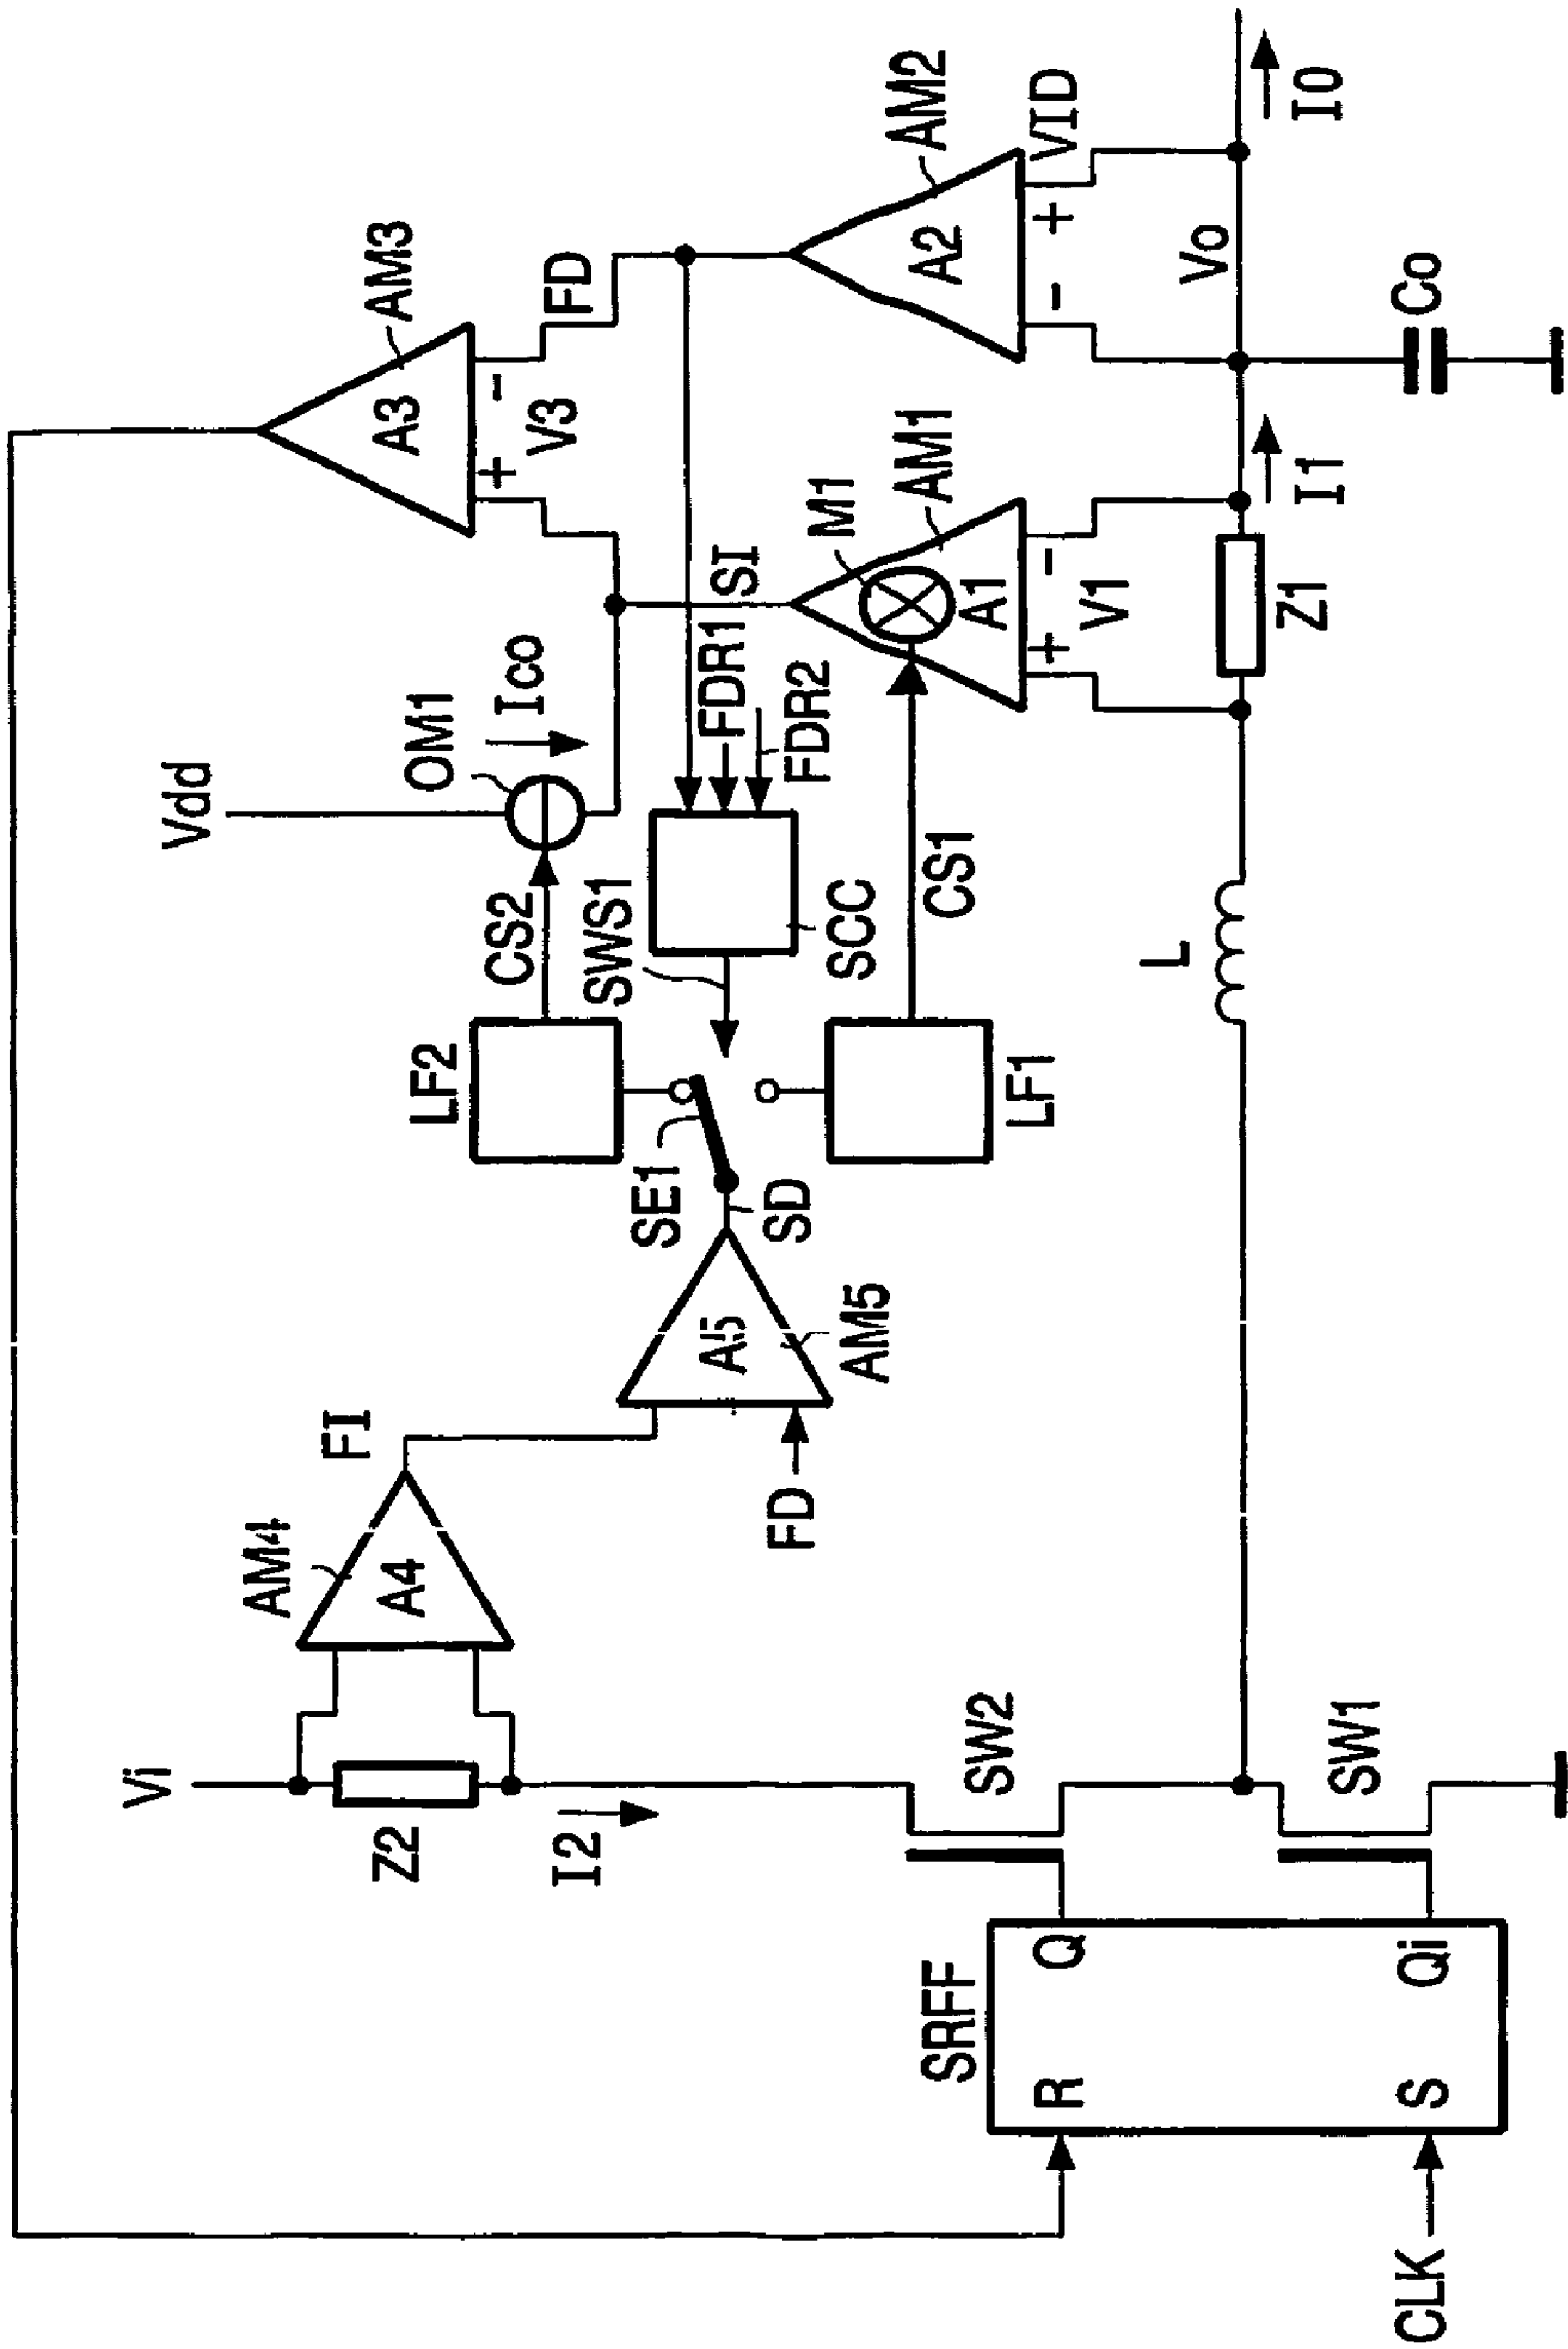 Vi
Z2
I2
AM4
A4
FI
FD
A5
AM5
SE1
SD
LF2
LF1
CS2
SWS1
SCC
CS1
Vdd
OM1
Ico
FDR1
FDR2
SI
M1
A1
AM1
+
-
V1
A3
AM3
+
-
V3
FD
A2
AM2
-
+
VID
Vo
Co
I0
I1
Z1
L
SW2
SW1
SRFF
R
Q
S
Qi
CLK